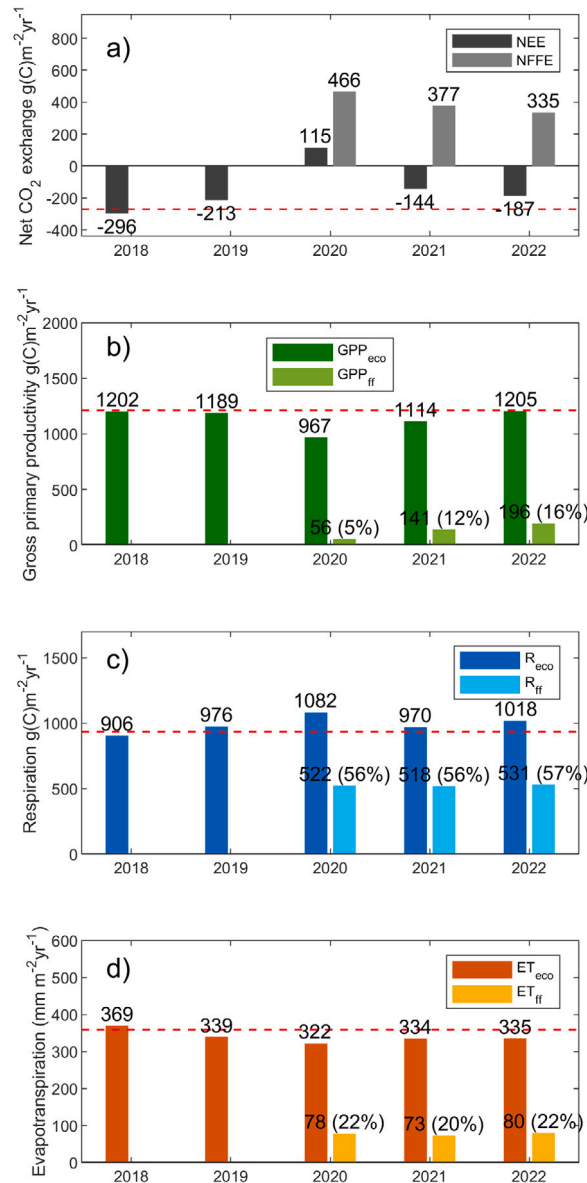 a)
Net CO2 exchange g(C)m-2yr-1
800
600
400
200
0
-200
-400
NEE
NFFE
466
377
335
115
-144
-187
-213
-296
2018 2019 2020 2021 2022
b)
Gross primary productivity g(C)m-2yr-1
2000
1500
1000
500
0
GPPeco
GPPff
1202 1189 967 1114 1205
56 (5%) 141 (12%) 196 (16%)
2018 2019 2020 2021 2022
c)
Respiration g(C)m-2yr-1
1500
1000
500
0
Reco
Rff
906 976 1082 970 1018
522 (56%) 518 (56%) 531 (57%)
2018 2019 2020 2021 2022
d)
Evapotranspiration (mm m-2yr-1)
600
500
400
300
200
100
0
ETeco
ETff
369 339 322 334 335
78 (22%) 73 (20%) 80 (22%)
2018 2019 2020 2021 2022